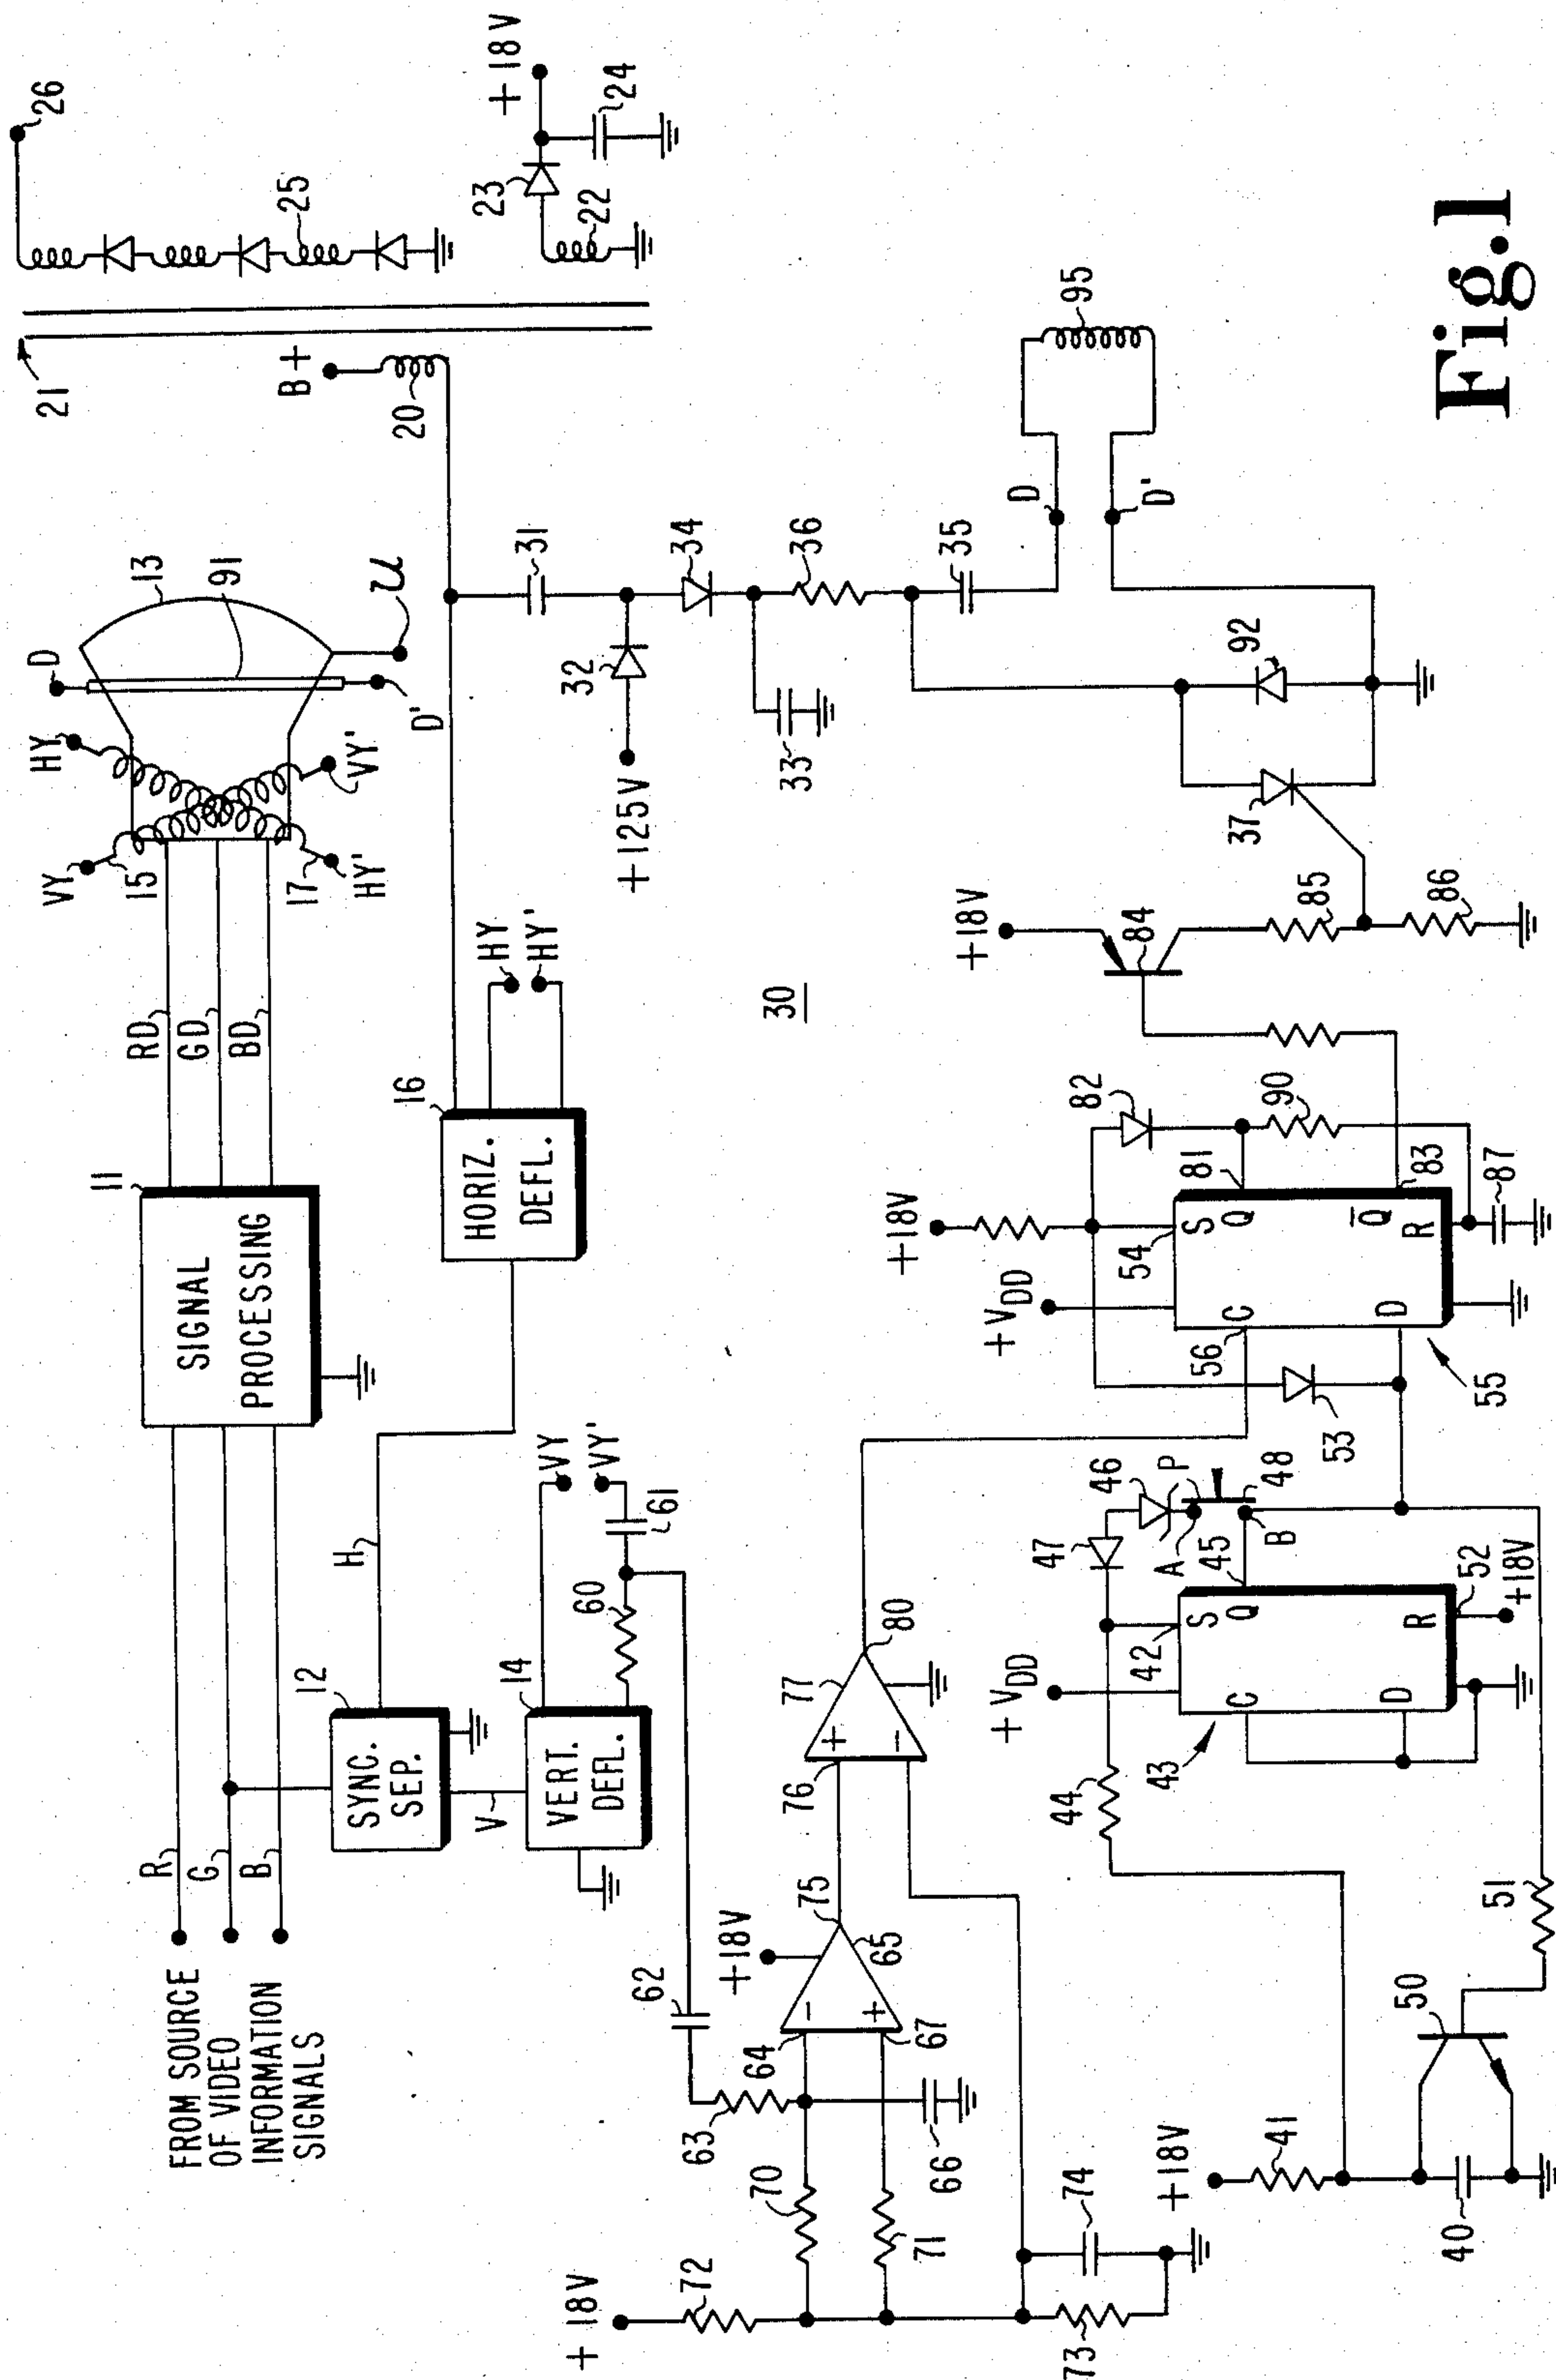 FROM SOURCE
OF VIDEO
INFORMATION
SIGNALS
R
G
B
11
SIGNAL
PROCESSING
RD
GD
BD
VY
15
17
HY'
HY
VY'
D
D'
13
91
U
21
26
25
B+
20
23
22
+18V
24
12
SYNC.
SEP.
H
V
14
VERT.
DEFL.
VY
VY'
60
61
16
HORIZ.
DEFL.
HY
HY'
30
+125V
31
32
34
33
36
35
D
D'
95
92
37
+18V
84
85
86
62
63
64
+18V
65
67
66
75
70
71
+18V
72
73
74
76
+
-
77
80
-
+
+18V
41
40
50
51
44
43
+VDD
42
S
Q
C
D
R
52
+18V
45
47
46
A
P
B
48
53
+VDD
+18V
54
S
Q
C
56
D
Q
R
55
81
82
90
83
87
Fig.1